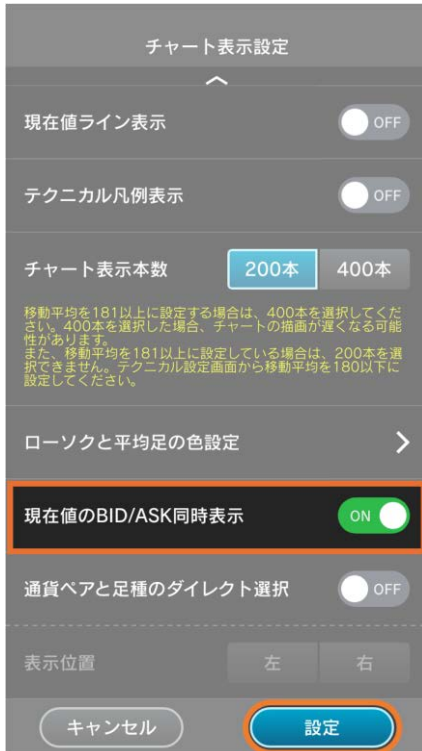 チャート表示設定
現在値ライン表示
OFF
テクニカル凡例表示
OFF
チャート表示本数
200本
400本
移動平均を181以上に設定する場合は、400本を選択してくだ
さい。400本を選択した場合、チャートの描画が遅くなる可能
性があります。
また、移動平均を181以上に設定している場合は、200本を選
択できません。テクニカル設定画面から移動平均を180以下に
設定してください。
ローソクと平均足の色設定
現在値のBID/ASK同時表示
ON
通貨ペアと足種のダイレクト選択
OFF
表示位置
左
右
キャンセル
設定